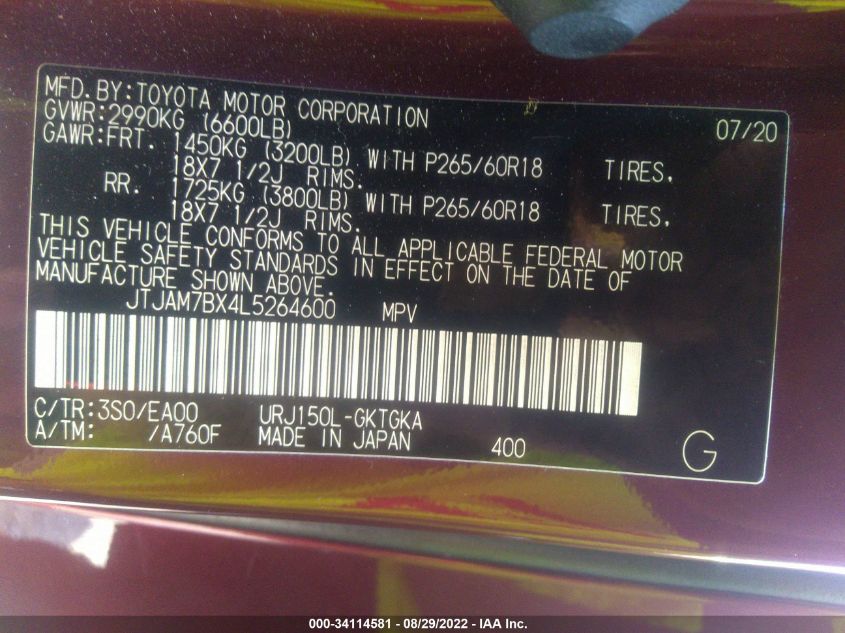 MFD.BY:TOYOTA MOTOR CORPORATION 07/20
GVWR:2990KG (6600LB)
GAWR:FRT. 1450KG (3200LB) WITH P265/60R18 TIRES.
18X7 1/2J RIMS.
RR. 1725KG (3800LB) WITH P265/60R18 TIRES.
18X7 1/2J RIMS.
THIS VEHICLE CONFORMS TO ALL APPLICABLE FEDERAL MOTOR
VEHICLE SAFETY STANDARDS IN EFFECT ON THE DATE OF
MANUFACTURE SHOWN ABOVE.
JTJAM7BX4L5264600 MPV
C/TR:3S0/EA00 URJ150L-GKTGKA
A/TM: /A760F MADE IN JAPAN 400 G
000-34114581 - 08/29/2022 - IAA Inc.